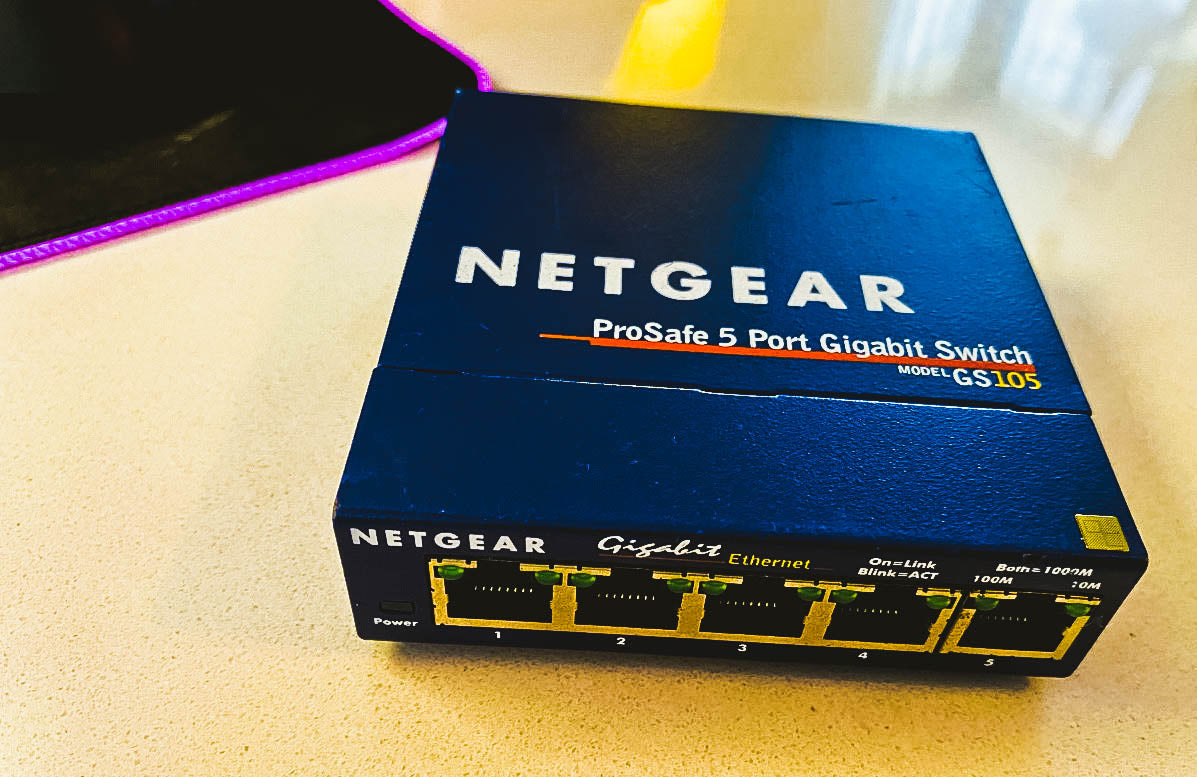 NETGEAR
ProSafe 5 Port Gigabit Switch
MODEL GS105
NETGEAR Gigabit Ethernet
On=Link Both=1000M
Blink=ACT 100M 10M
Power
1 2 3 4 5